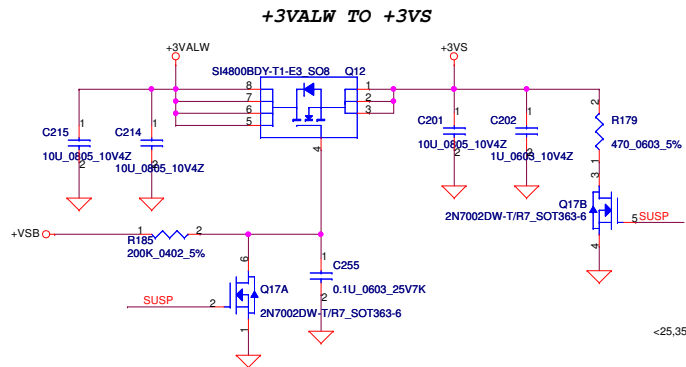 +3VALW TO +3VS
+3VALW
+3VS
SI4800BDY-T1-E3_SO8
Q12
8
7
6
5
1
2
3
4
C215
1
2
10U_0805_10V4Z
C214
1
2
10U_0805_10V4Z
C201
1
2
10U_0805_10V4Z
C202
1
2
1U_0603_10V4Z
2
R179
470_0603_5%
1
3
Q17B
2N7002DW-T/R7_SOT363-6
5
SUSP
4
+VSB
1
2
R185
200K_0402_5%
6
Q17A
SUSP
2
2N7002DW-T/R7_SOT363-6
1
1
C255
0.1U_0603_25V7K
2
<25,35